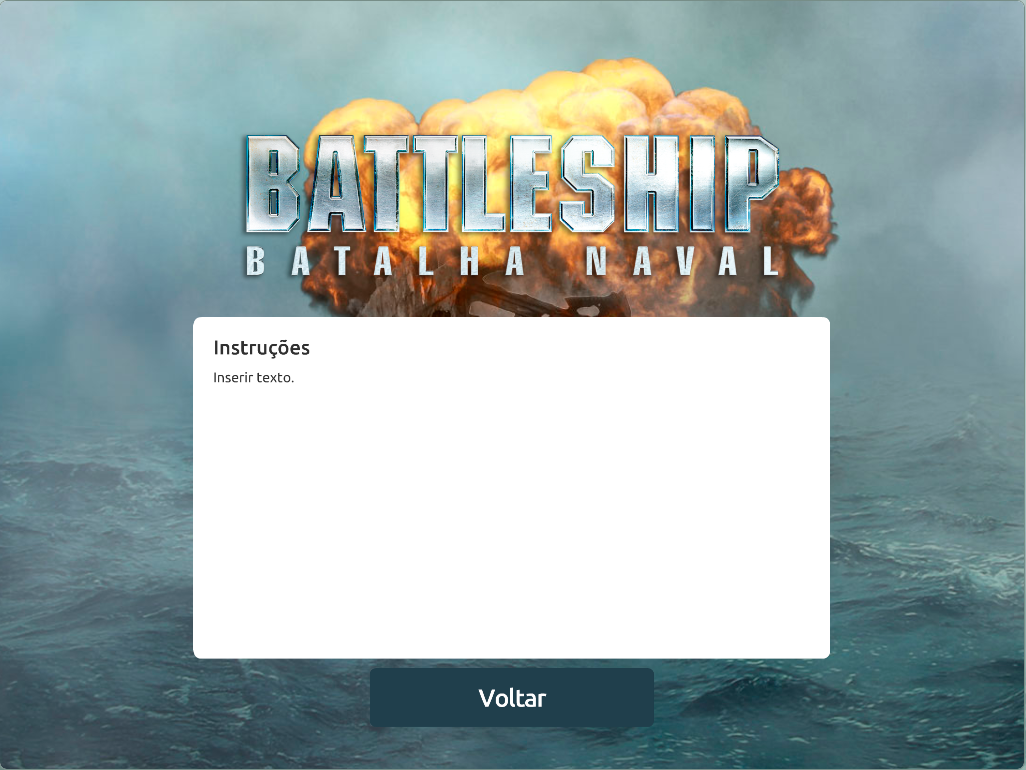 BATTLESHIP
BATALHA NAVAL
Instruções
Inserir texto.
Voltar